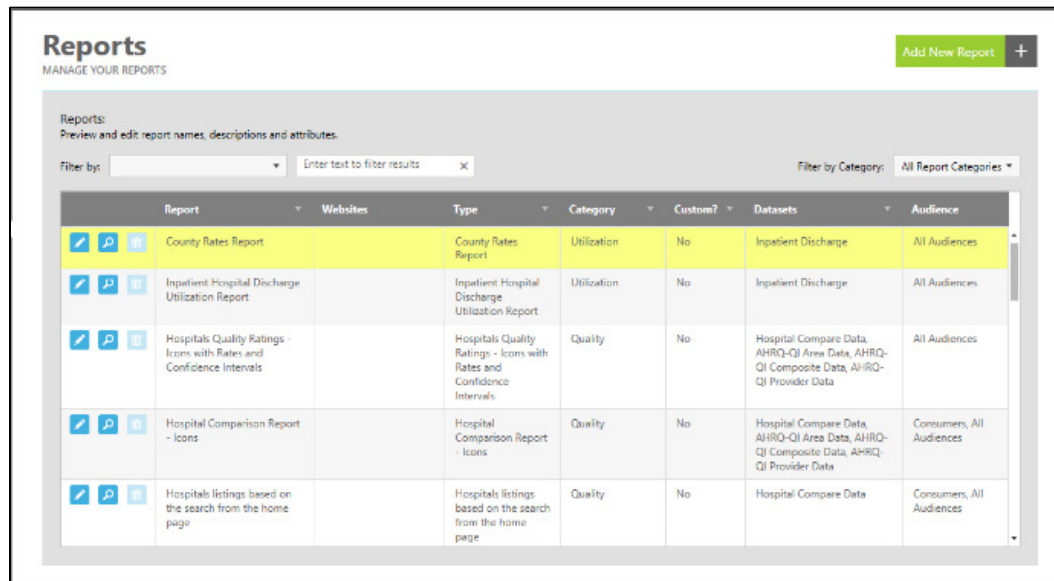 Reports
MANAGE YOUR REPORTS
Add New Report +
Reports:
Preview and edit report names, descriptions and attributes.
Filter by:
Enter text to filter results
Filter by Category:
All Report Categories
Report Websites Type Category Custom? Datasets Audience
County Rates Report
County Rates
Report
Utilization
No
Inpatient Discharge
All Audiences
Inpatient Hospital Discharge
Utilization Report
Inpatient Hospital
Discharge
Utilization Report
Utilization
No
Inpatient Discharge
All Audiences
Hospitals Quality Ratings -
Icons with Rates and
Confidence Intervals
Hospitals Quality
Ratings - Icons with
Rates and
Confidence
Intervals
Quality
No
Hospital Compare Data,
AHRQ-QI Area Data, AHRQ-
QI Composite Data, AHRQ-
QI Provider Data
All Audiences
Hospital Comparison Report
- Icons
Hospital
Comparison Report
- Icons
Quality
No
Hospital Compare Data,
AHRQ-QI Area Data, AHRQ-
QI Composite Data, AHRQ-
QI Provider Data
Consumers, All
Audiences
Hospitals listings based on
the search from the home
page
Hospitals listings
based on the search
from the home
page
Quality
No
Hospital Compare Data
Consumers, All
Audiences